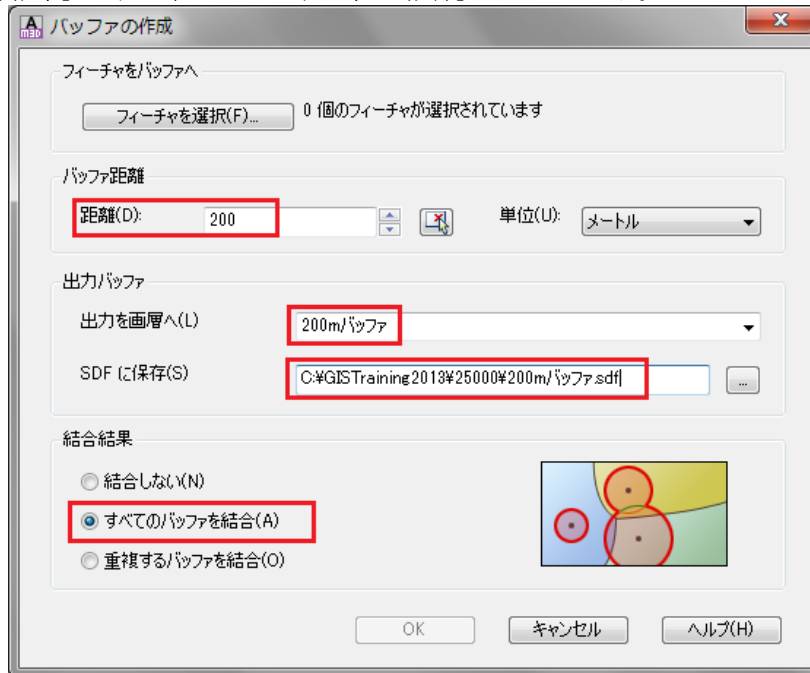 バッファの作成
フィーチャをバッファへ
フィーチャを選択(F)...
0 個のフィーチャが選択されています
バッファ距離
距離(D):
200
単位(U):
メートル
出力バッファ
出力を画層へ(L)
200mバッファ
SDF に保存(S)
C:¥GISTraining2013¥25000¥200mバッファ.sdf
...
結合結果
結合しない(N)
すべてのバッファを結合(A)
重複するバッファを結合(O)
OK
キャンセル
ヘルプ(H)